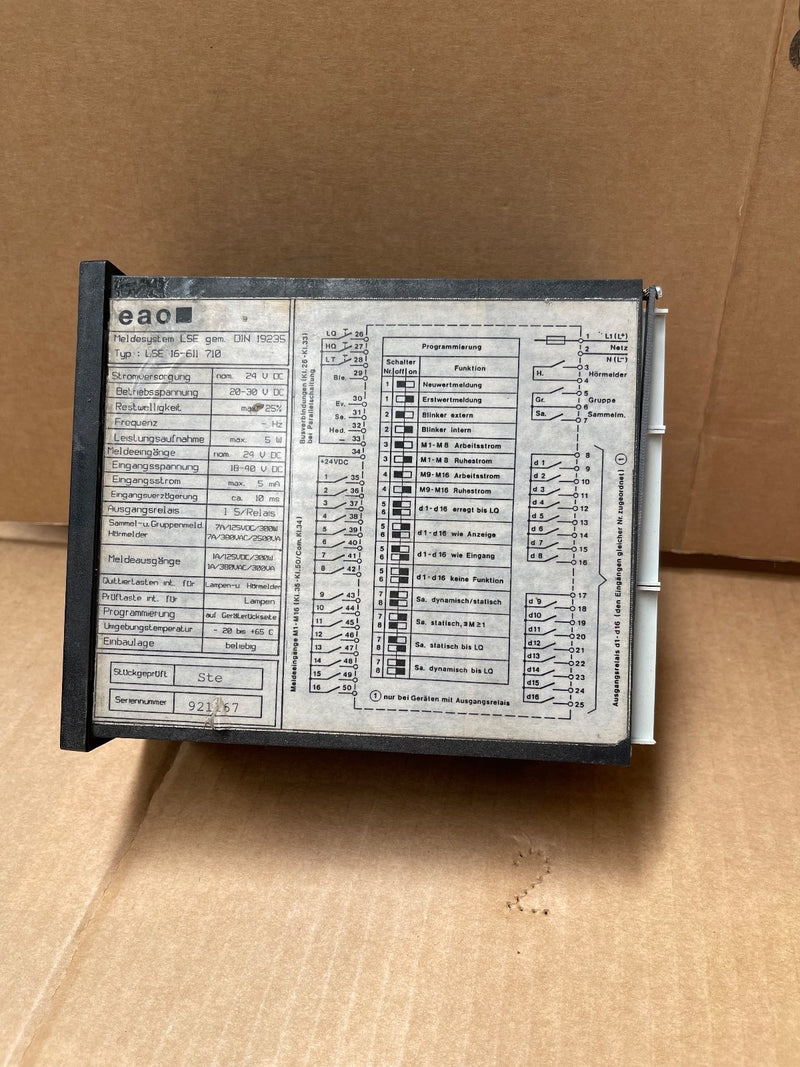 eao
Meldesystem LSE gem. DIN 19235
Typ : LSE 16-611 710
Stromversorgung nom. 24 V DC
Betriebsspannung 20-30 V DC
Restwelligkeit max. 25%
Frequenz - Hz
Leistungsaufnahme max. 5 W
Meldeeingänge nom. 24 V DC
Eingangsspannung 18-40 V DC
Eingangsstrom max. 5 mA
Eingangsverzögerung ca. 10 ms
Ausgangsrelais 1 S/Relais
Sammel-u. Gruppenmeld. 7A/125VDC/300W
Hörmelder 7A/380VAC/2500VA
Meldeausgänge 1A/125VDC/300W
1A/380VAC/300VA
Quittiertasten int. für Lampen-u. Hörmelder
Prüftaste int. für Lampen
Programmierung auf Geräterückseite
Umgebungstemperatur - 20 bis +65 C
Einbaulage beliebig
Stückgeprüft Ste
Seriennummer
Busverbindungen (Kl. 26 - Kl. 33)
bei Parallelschaltung
LQ 26
HQ 27
LT 28
Ble. 29
Ev. 30
Se. 31
Hed. 32
– 33
34
+24VDC
Meldeeingänge M1-M16 (Kl.35-Kl.50/Com.Kl.34)
1 35
2 36
3 37
4 38
5 39
6 40
7 41
8 42
9 43
10 44
11 45
12 46
13 47
14 48
15 49
16 50
Programmierung
Schalter Funktion
Nr. off on
1 Neuwertmeldung
1 Erstwertmeldung
2 Blinker extern
2 Blinker intern
3 M1-M8 Arbeitsstrom
3 M1-M8 Ruhestrom
4 M9-M16 Arbeitsstrom
4 M9-M16 Ruhestrom
5 6 d1-d16 erregt bis LQ
5 6 d1-d16 wie Anzeige
5 6 d1-d16 wie Eingang
5 6 d1-d16 keine Funktion
7 8 Sa. dynamisch/statisch
7 8 Sa. statisch, ΣM≥1
7 8 Sa. statisch bis LQ
7 8 Sa. dynamisch bis LQ
1 nur bei Geräten mit Ausgangsrelais
1 L1 (L+)
2 Netz
N (L-)
H. 3 Hörmelder
4
5
Gr. 6 Gruppe
Sa. 7 Sammelm.
8
d 1 9
d 2 10
d 3 11
d 4 12
d 5 13
d 6 14
d 7 15
d 8 16
17
d 9 18
d10 19
d11 20
d12 21
d13 22
d14 23
d15 24
d16 25
Ausgangsrelais d1-d16 (den Eingängen gleicher Nr. zugeordnet) 1